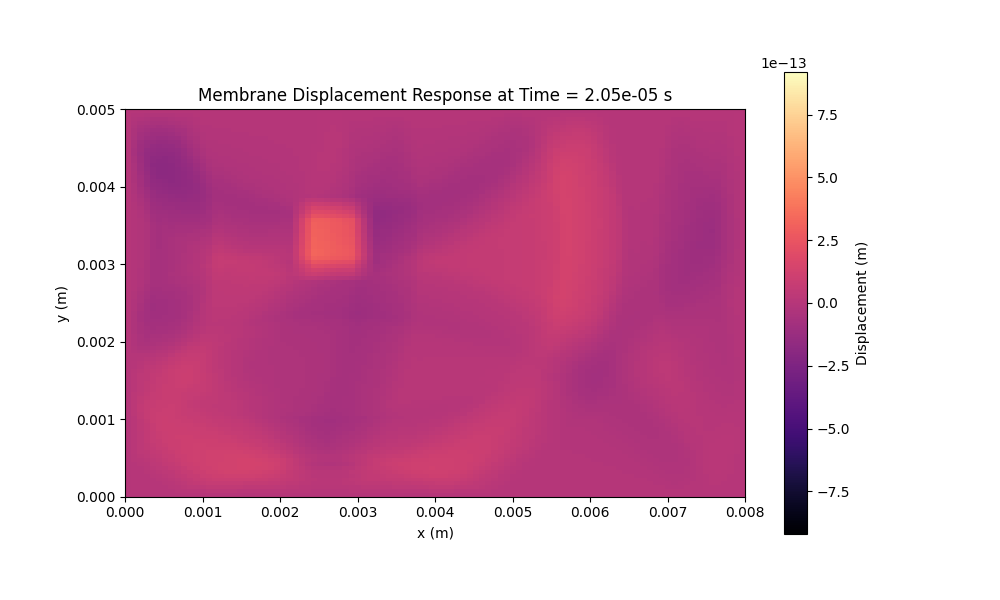 1e−13
Membrane Displacement Response at Time = 2.05e-05 s
0.005
0.004
0.003
0.002
0.001
0.000
y (m)
0.000 0.001 0.002 0.003 0.004 0.005 0.006 0.007 0.008
x (m)
7.5
5.0
2.5
0.0
−2.5
−5.0
−7.5
Displacement (m)